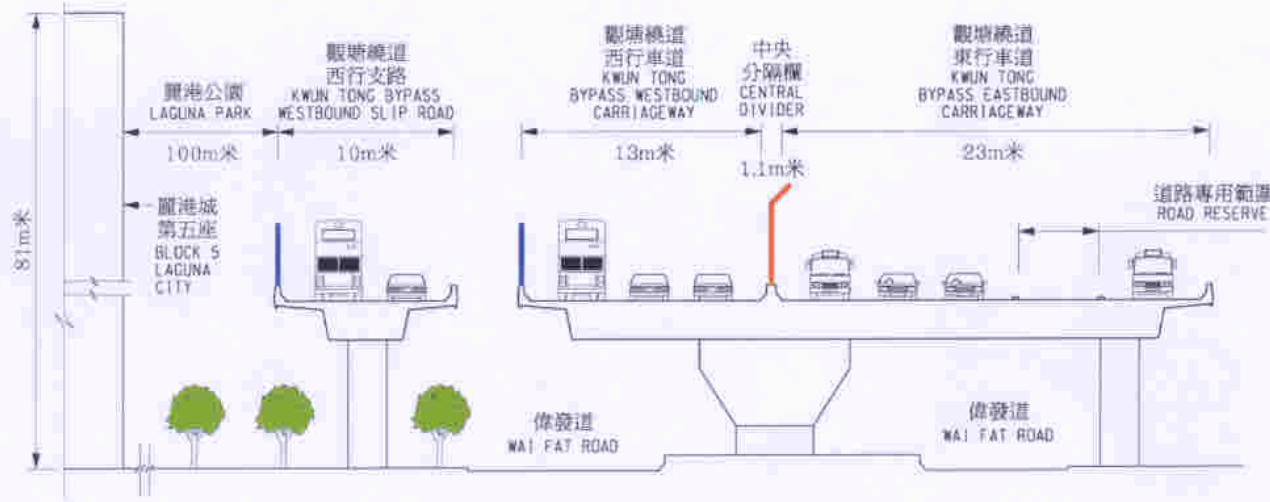 觀塘繞道
西行支路
KWUN TONG BYPASS
WESTBOUND SLIP ROAD
觀塘繞道
西行車道
KWUN TONG
BYPASS WESTBOUND
CARRIAGEWAY
中央
分隔欄
CENTRAL
DIVIDER
觀塘繞道
東行車道
KWUN TONG
BYPASS EASTBOUND
CARRIAGEWAY
麗港公園
LAGUNA PARK
100m米
10m米
13m米
1.1m米
23m米
81m米
麗港城
第五座
BLOCK 5
LAGUNA
CITY
道路專用範圍
ROAD RESERVE
偉發道
WAI FAT ROAD
偉發道
WAI FAT ROAD